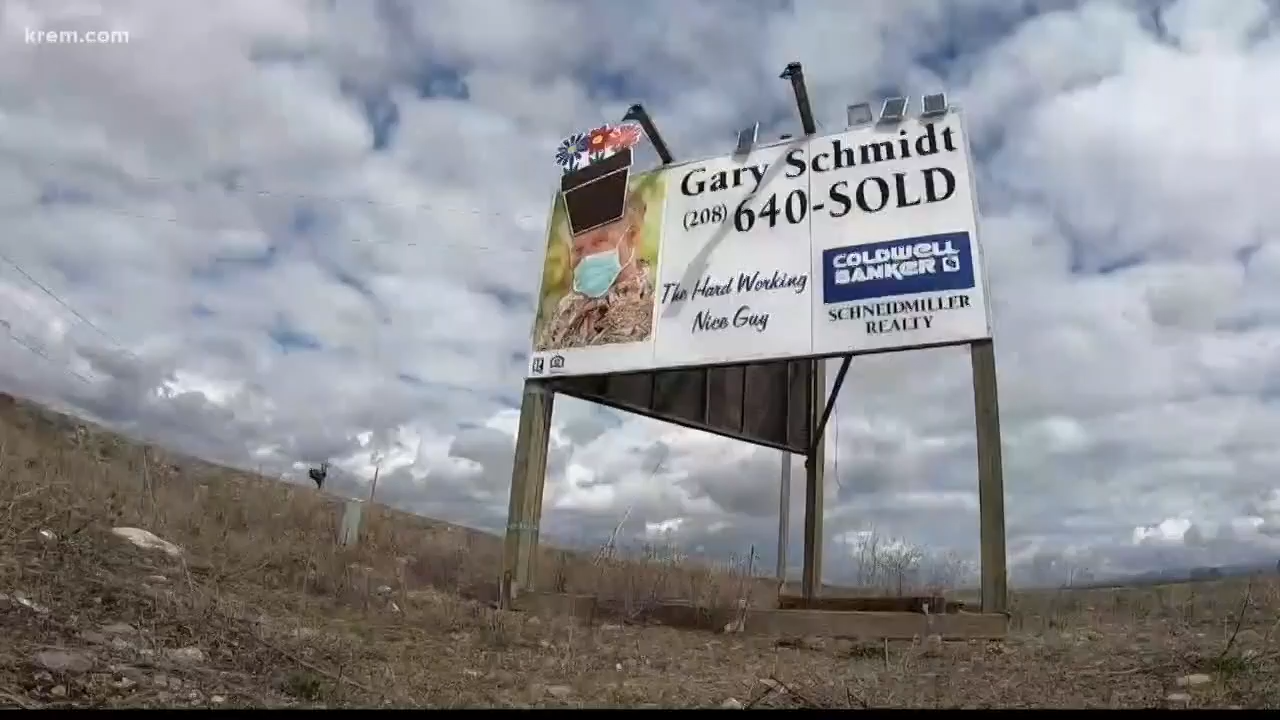 krem.com
Gary Schmidt
(208) 640-SOLD
The Hard Working
Nice Guy
COLDWELL
BANKER
SCHNEIDMILLER
REALTY